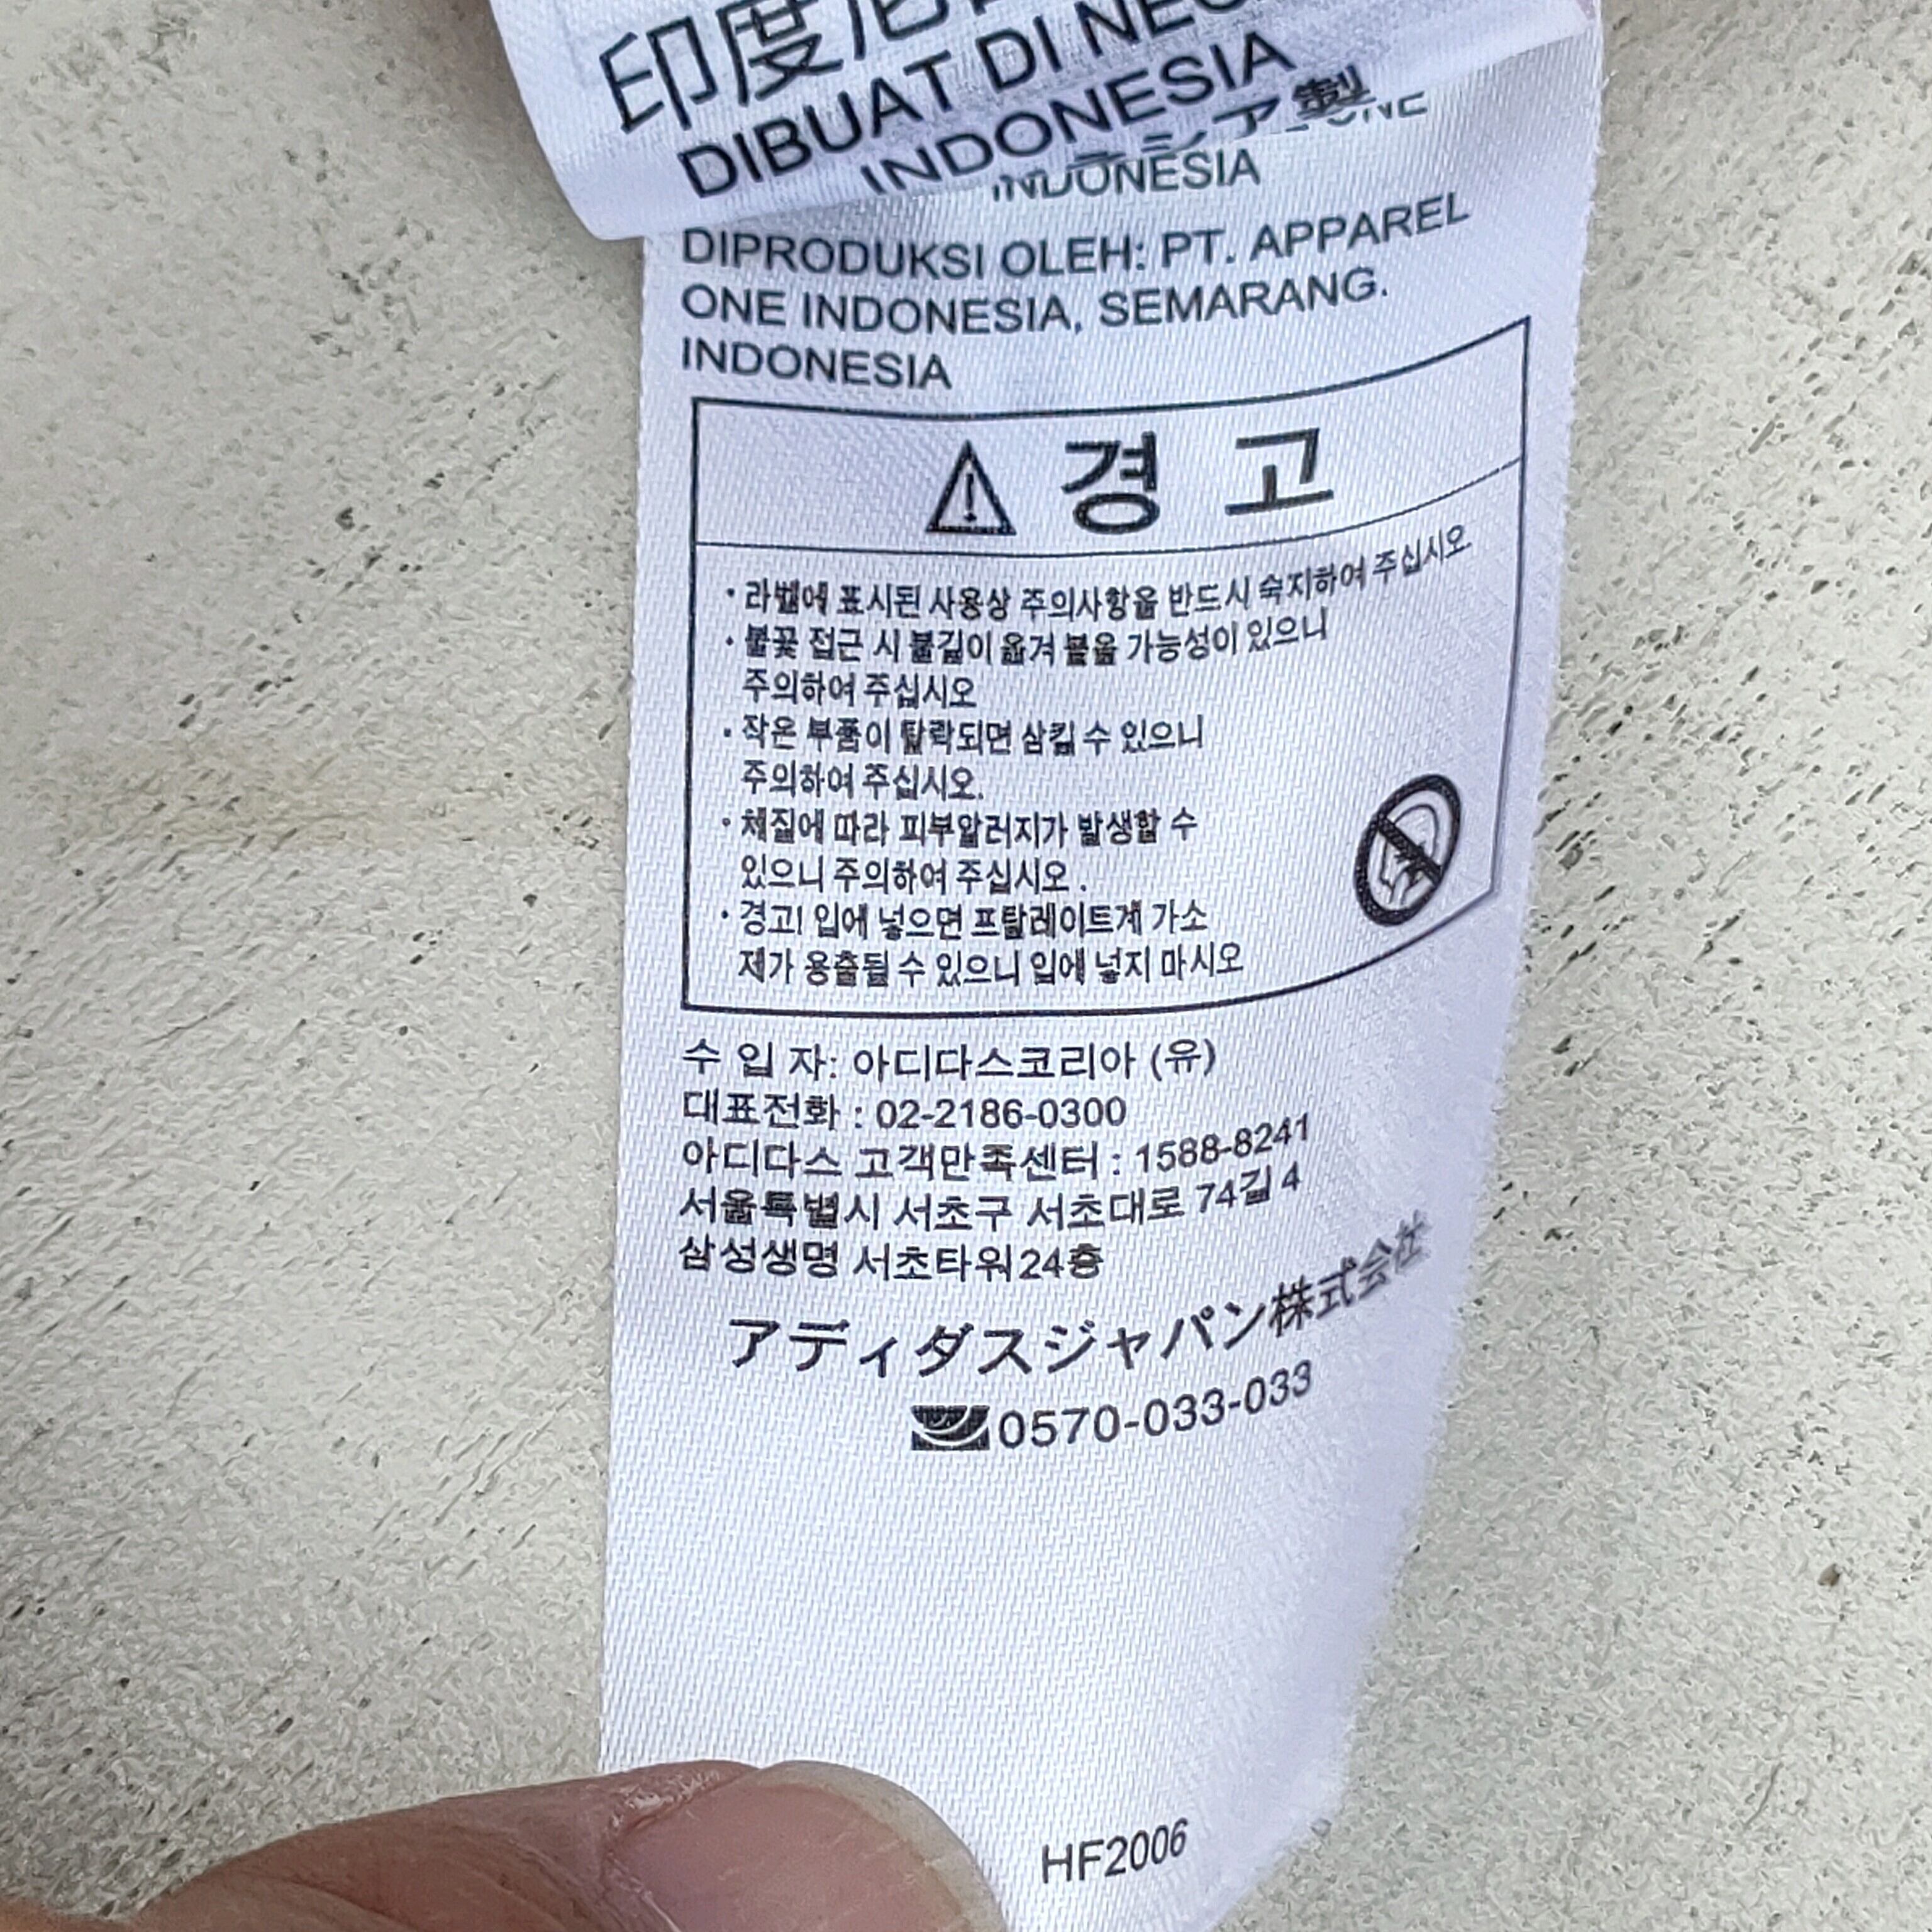 印度尼
DIBUAT DI
INDONESIA
ニシア製
ONE
INDONESIA
DIPRODUKSI OLEH: PT. APPAREL
ONE INDONESIA, SEMARANG.
INDONESIA
경 고
· 라벨에 표시된 사용상 주의사항을 반드시 숙지하여 주십시오
· 불꽃 접근 시 불길이 옮겨 붙을 가능성이 있으니
주의하여 주십시오
· 작은 부품이 탈락되면 삼킬 수 있으니
주의하여 주십시오.
· 체질에 따라 피부알러지가 발생할 수
있으니 주의하여 주십시오 .
· 경고! 입에 넣으면 프탈레이트계 가소
제가 용출될 수 있으니 입에 넣지 마시오
수 입 자: 아디다스코리아 (유)
대표전화 : 02-2186-0300
아디다스 고객만족센터 : 1588-8241
서울특별시 서초구 서초대로 74길 4
삼성생명 서초타워24층
アディダスジャパン株式会社
0570-033-033
HF2006